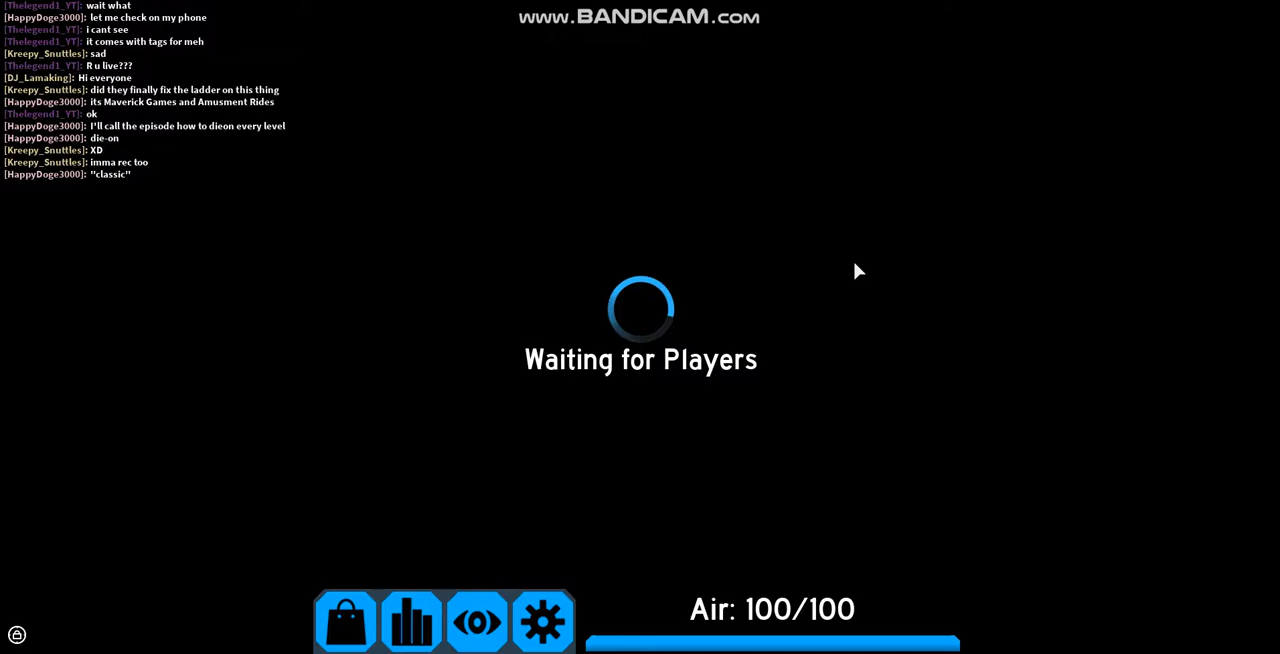 [Thelegend1_YT]: wait what
www.BANDICAM.com
[HappyDoge3000]: let me check on my phone
[Thelegend1_YT]: i cant see
[Thelegend1_YT]: it comes with tags for meh
[Kreepy_Snuttles]: sad
[Thelegend1_YT]: R u live???
[DJ_Lamaking]: Hi everyone
[Kreepy_Snuttles]: did they finally fix the ladder on this thing
[HappyDoge3000]: its Maverick Games and Amusment Rides
[Thelegend1_YT]: ok
[HappyDoge3000]: I'll call the episode how to dieon every level
[HappyDoge3000]: die-on
[Kreepy_Snuttles]: XD
[Kreepy_Snuttles]: imma rec too
[HappyDoge3000]: "classic"
Waiting for Players
Air: 100/100